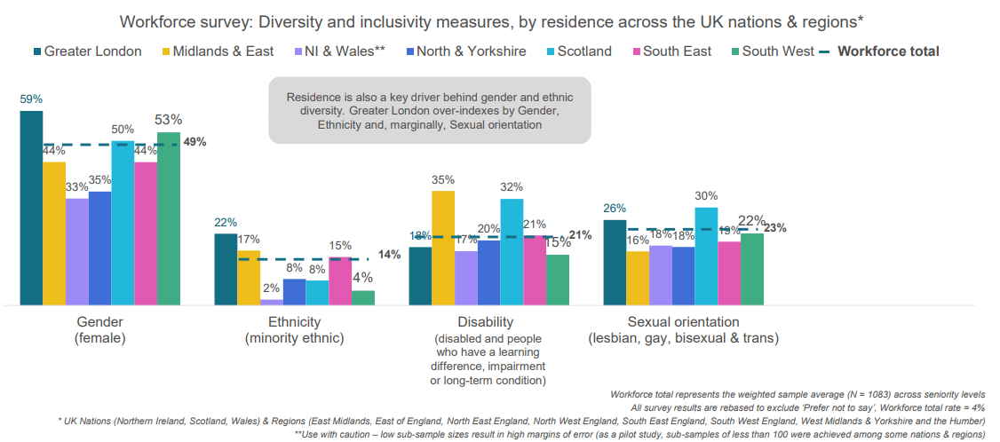 Workforce survey: Diversity and inclusivity measures, by residence across the UK nations & regions*
Greater London Midlands & East NI & Wales** North & Yorkshire Scotland South East South West Workforce total
Residence is also a key driver behind gender and ethnic
diversity. Greater London over-indexes by Gender,
Ethnicity and, marginally, Sexual orientation
59% 44% 33% 35% 50% 44% 53% 49%
22% 17% 2% 8% 8% 15% 4% 14%
18% 35% 17% 20% 32% 21% 15% 21%
26% 16% 18% 18% 30% 19% 22% 23%
Gender
(female)
Ethnicity
(minority ethnic)
Disability
(disabled and people
who have a learning
difference, impairment
or long-term condition)
Sexual orientation
(lesbian, gay, bisexual & trans)
Workforce total represents the weighted sample average (N = 1083) across seniority levels
All survey results are rebased to exclude 'Prefer not to say', Workforce total rate = 4%
* UK Nations (Northern Ireland, Scotland, Wales) & Regions (East Midlands, East of England, North East England, North West England, South East England, South West England, West Midlands & Yorkshire and the Humber)
**Use with caution – low sub-sample sizes result in high margins of error (as a pilot study, sub-samples of less than 100 were achieved among some nations & regions)